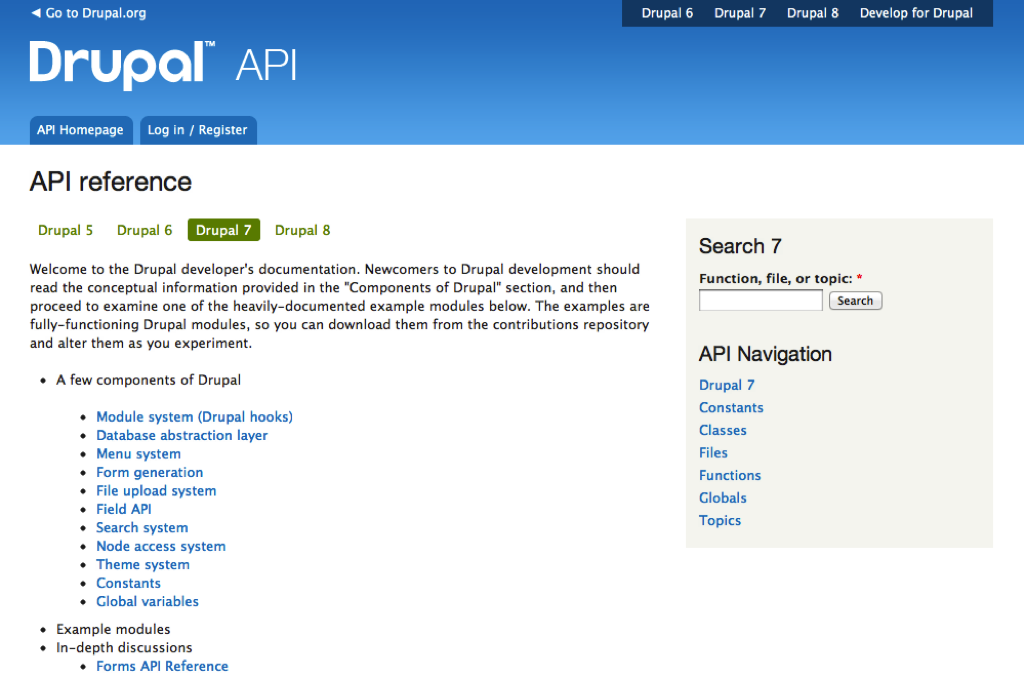 ◄ Go to Drupal.org
Drupal 6 Drupal 7 Drupal 8 Develop for Drupal
Drupal™ API
API Homepage Log in / Register
API reference
Drupal 5 Drupal 6 Drupal 7 Drupal 8
Welcome to the Drupal developer's documentation. Newcomers to Drupal development should
read the conceptual information provided in the "Components of Drupal" section, and then
proceed to examine one of the heavily-documented example modules below. The examples are
fully-functioning Drupal modules, so you can download them from the contributions repository
and alter them as you experiment.
• A few components of Drupal
• Module system (Drupal hooks)
• Database abstraction layer
• Menu system
• Form generation
• File upload system
• Field API
• Search system
• Node access system
• Theme system
• Constants
• Global variables
• Example modules
• In-depth discussions
• Forms API Reference
Search 7
Function, file, or topic: *
Search
API Navigation
Drupal 7
Constants
Classes
Files
Functions
Globals
Topics